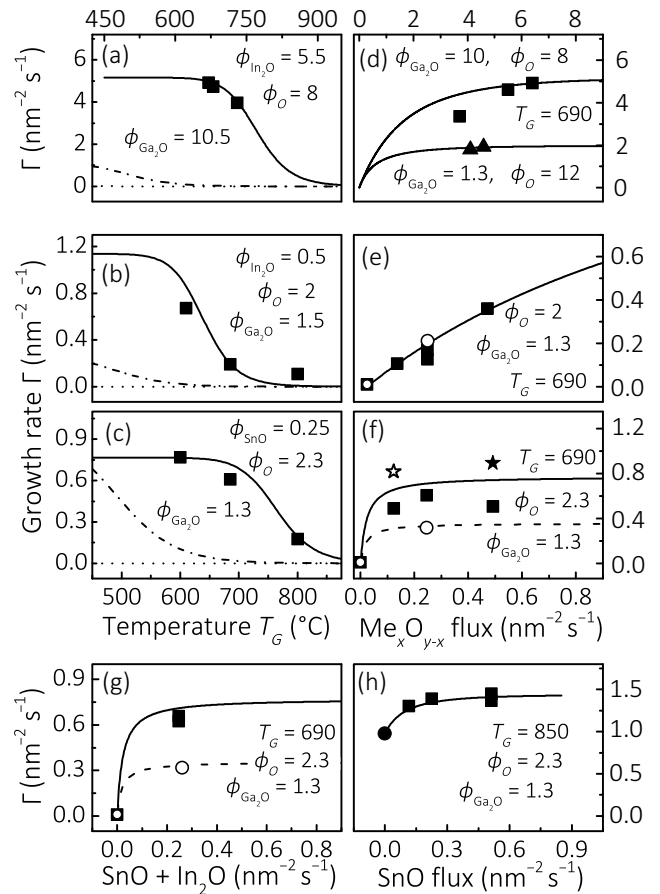 450 600 750 900
0 2 4 6 8
(a)
ϕIn₂O = 5.5
ϕO = 8
ϕGa₂O = 10.5
Γ (nm⁻² s⁻¹)
6
4
2
0
(d)
ϕGa₂O = 10, ϕO = 8
TG = 690
ϕGa₂O = 1.3, ϕO = 12
6
4
2
0
(b)
ϕIn₂O = 0.5
ϕO = 2
ϕGa₂O = 1.5
1.2
0.6
0.0
(e)
ϕO = 2
ϕGa₂O = 1.3
TG = 690
0.6
0.4
0.2
0.0
Growth rate Γ (nm⁻² s⁻¹)
(c)
ϕSnO = 0.25
ϕO = 2.3
ϕGa₂O = 1.3
0.9
0.6
0.3
0.0
(f)
TG = 690
ϕO = 2.3
ϕGa₂O = 1.3
1.2
0.8
0.4
0.0
500 600 700 800
Temperature TG (°C)
0.0 0.2 0.4 0.6 0.8
MeₓOy-x flux (nm⁻² s⁻¹)
(g)
TG = 690
ϕO = 2.3
ϕGa₂O = 1.3
Γ (nm⁻² s⁻¹)
0.9
0.6
0.3
0.0
(h)
TG = 850
ϕO = 2.3
ϕGa₂O = 1.3
1.5
1.0
0.5
0.0
0.0 0.2 0.4 0.6 0.8
SnO + In₂O (nm⁻² s⁻¹)
0.0 0.3 0.6 0.9
SnO flux (nm⁻² s⁻¹)